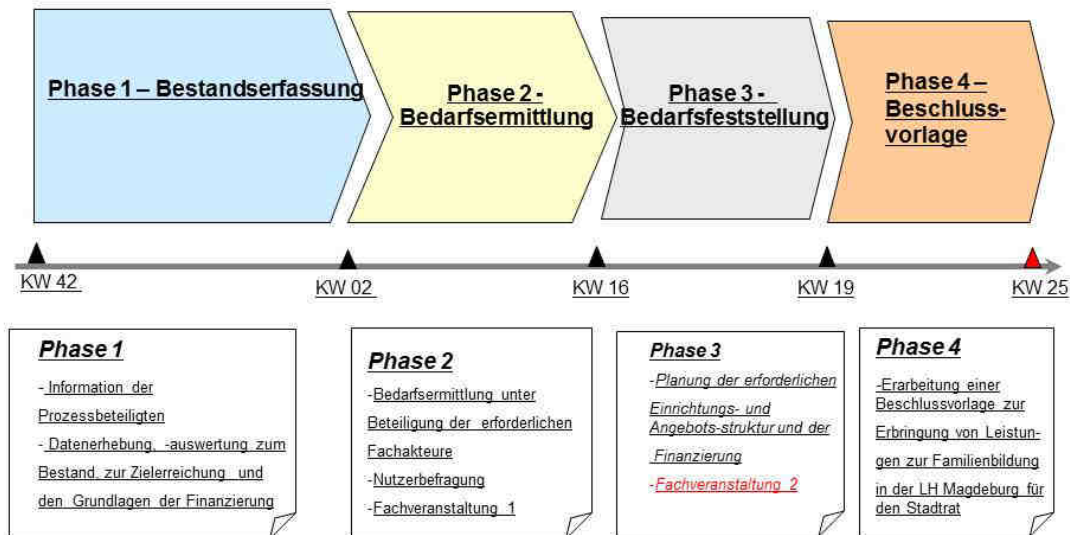 Phase 1 – Bestandserfassung
Phase 2 -
Bedarfsermittlung
Phase 3 -
Bedarfsfeststellung
Phase 4 –
Beschluss-
vorlage
KW 42
KW 02
KW 16
KW 19
KW 25
Phase 1
- Information der
Prozessbeteiligten
- Datenerhebung, -auswertung zum
Bestand, zur Zielerreichung und
den Grundlagen der Finanzierung
Phase 2
-Bedarfsermittlung unter
Beteiligung der erforderlichen
Fachakteure
-Nutzerbefragung
-Fachveranstaltung 1
Phase 3
-Planung der erforderlichen
Einrichtungs- und
Angebots-struktur und der
Finanzierung
-Fachveranstaltung 2
Phase 4
-Erarbeitung einer
Beschlussvorlage zur
Erbringung von Leistun-
gen zur Familienbildung
in der LH Magdeburg für
den Stadtrat